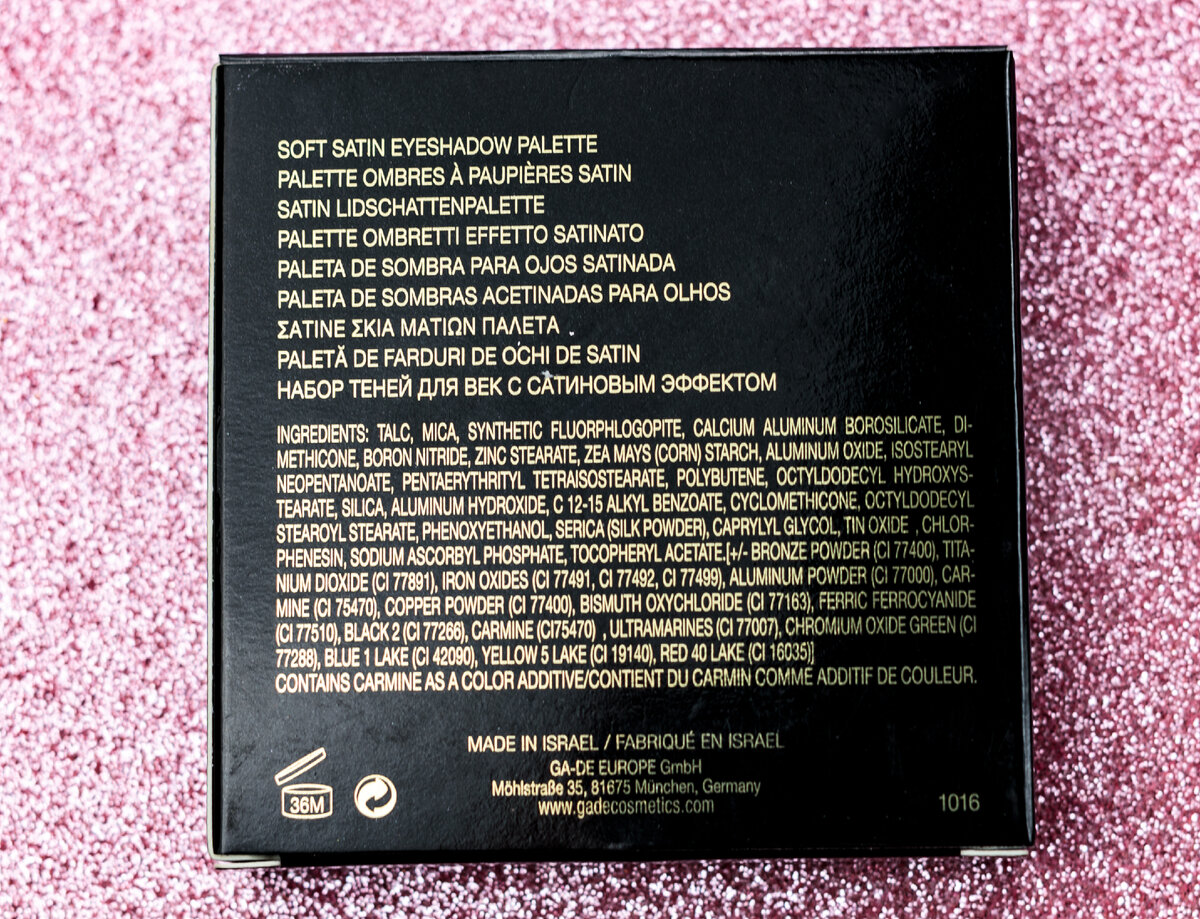 SOFT SATIN EYESHADOW PALETTE
PALETTE OMBRES À PAUPIÈRES SATIN
SATIN LIDSCHATTENPALETTE
PALETTE OMBRETTI EFFETTO SATINATO
PALETA DE SOMBRA PARA OJOS SATINADA
PALETA DE SOMBRAS ACETINADAS PARA OLHOS
ΣΑΤΙΝΕ ΣΚΙΑ ΜΑΤΙΩΝ ΠΑΛΕΤΑ
PALETĂ DE FARDURI DE OCHI DE SATIN
НАБОР ТЕНЕЙ ДЛЯ ВЕК С САТИНОВЫМ ЭФФЕКТОМ
INGREDIENTS: TALC, MICA, SYNTHETIC FLUORPHLOGOPITE, CALCIUM ALUMINUM BOROSILICATE, DI-
METHICONE, BORON NITRIDE, ZINC STEARATE, ZEA MAYS (CORN) STARCH, ALUMINUM OXIDE, ISOSTEARYL
NEOPENTANOATE, PENTAERYTHRITYL TETRAISOSTEARATE, POLYBUTENE, OCTYLDODECYL HYDROXYS-
TEARATE, SILICA, ALUMINUM HYDROXIDE, C 12-15 ALKYL BENZOATE, CYCLOMETHICONE, OCTYLDODECYL
STEAROYL STEARATE, PHENOXYETHANOL, SERICA (SILK POWDER), CAPRYLYL GLYCOL, TIN OXIDE , CHLOR-
PHENESIN, SODIUM ASCORBYL PHOSPHATE, TOCOPHERYL ACETATE.[+/- BRONZE POWDER (CI 77400), TITA-
NIUM DIOXIDE (CI 77891), IRON OXIDES (CI 77491, CI 77492, CI 77499), ALUMINUM POWDER (CI 77000), CAR-
MINE (CI 75470), COPPER POWDER (CI 77400), BISMUTH OXYCHLORIDE (CI 77163), FERRIC FERROCYANIDE
(CI 77510), BLACK 2 (CI 77266), CARMINE (CI75470) , ULTRAMARINES (CI 77007), CHROMIUM OXIDE GREEN (CI
77288), BLUE 1 LAKE (CI 42090), YELLOW 5 LAKE (CI 19140), RED 40 LAKE (CI 16035)]
CONTAINS CARMINE AS A COLOR ADDITIVE/CONTIENT DU CARMIN COMME ADDITIF DE COULEUR.
MADE IN ISRAEL / FABRIQUÉ EN ISRAEL
GA-DE EUROPE GmbH
Möhlstraße 35, 81675 München, Germany
www.gadecosmetics.com
36M
1016